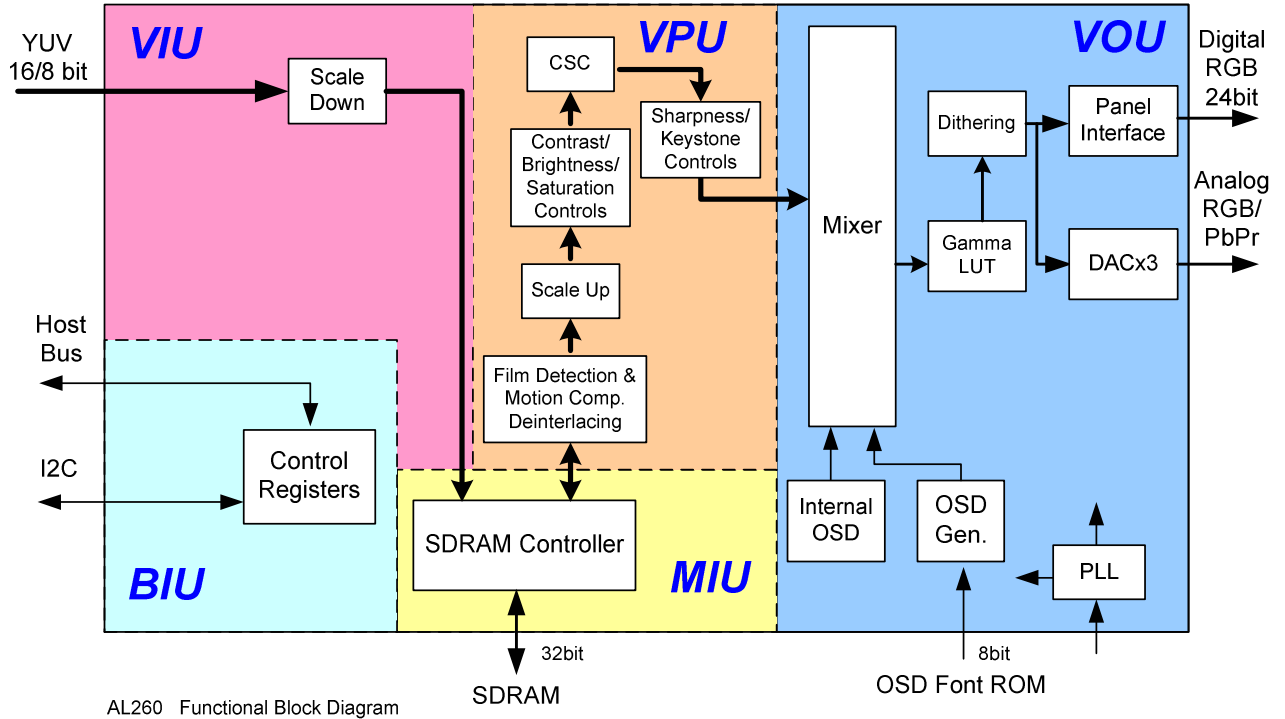 YUV
16/8 bit
VIU
Scale
Down
VPU
CSC
Sharpness/
Keystone
Controls
Contrast/
Brightness/
Saturation
Controls
Scale Up
Film Detection &
Motion Comp.
Deinterlacing
VOU
Mixer
Dithering
Panel
Interface
Gamma
LUT
DACx3
Digital
RGB
24bit
Analog
RGB/
PbPr
Host
Bus
I2C
Control
Registers
BIU
SDRAM Controller
MIU
Internal
OSD
OSD
Gen.
PLL
32bit
SDRAM
8bit
OSD Font ROM
AL260 Functional Block Diagram